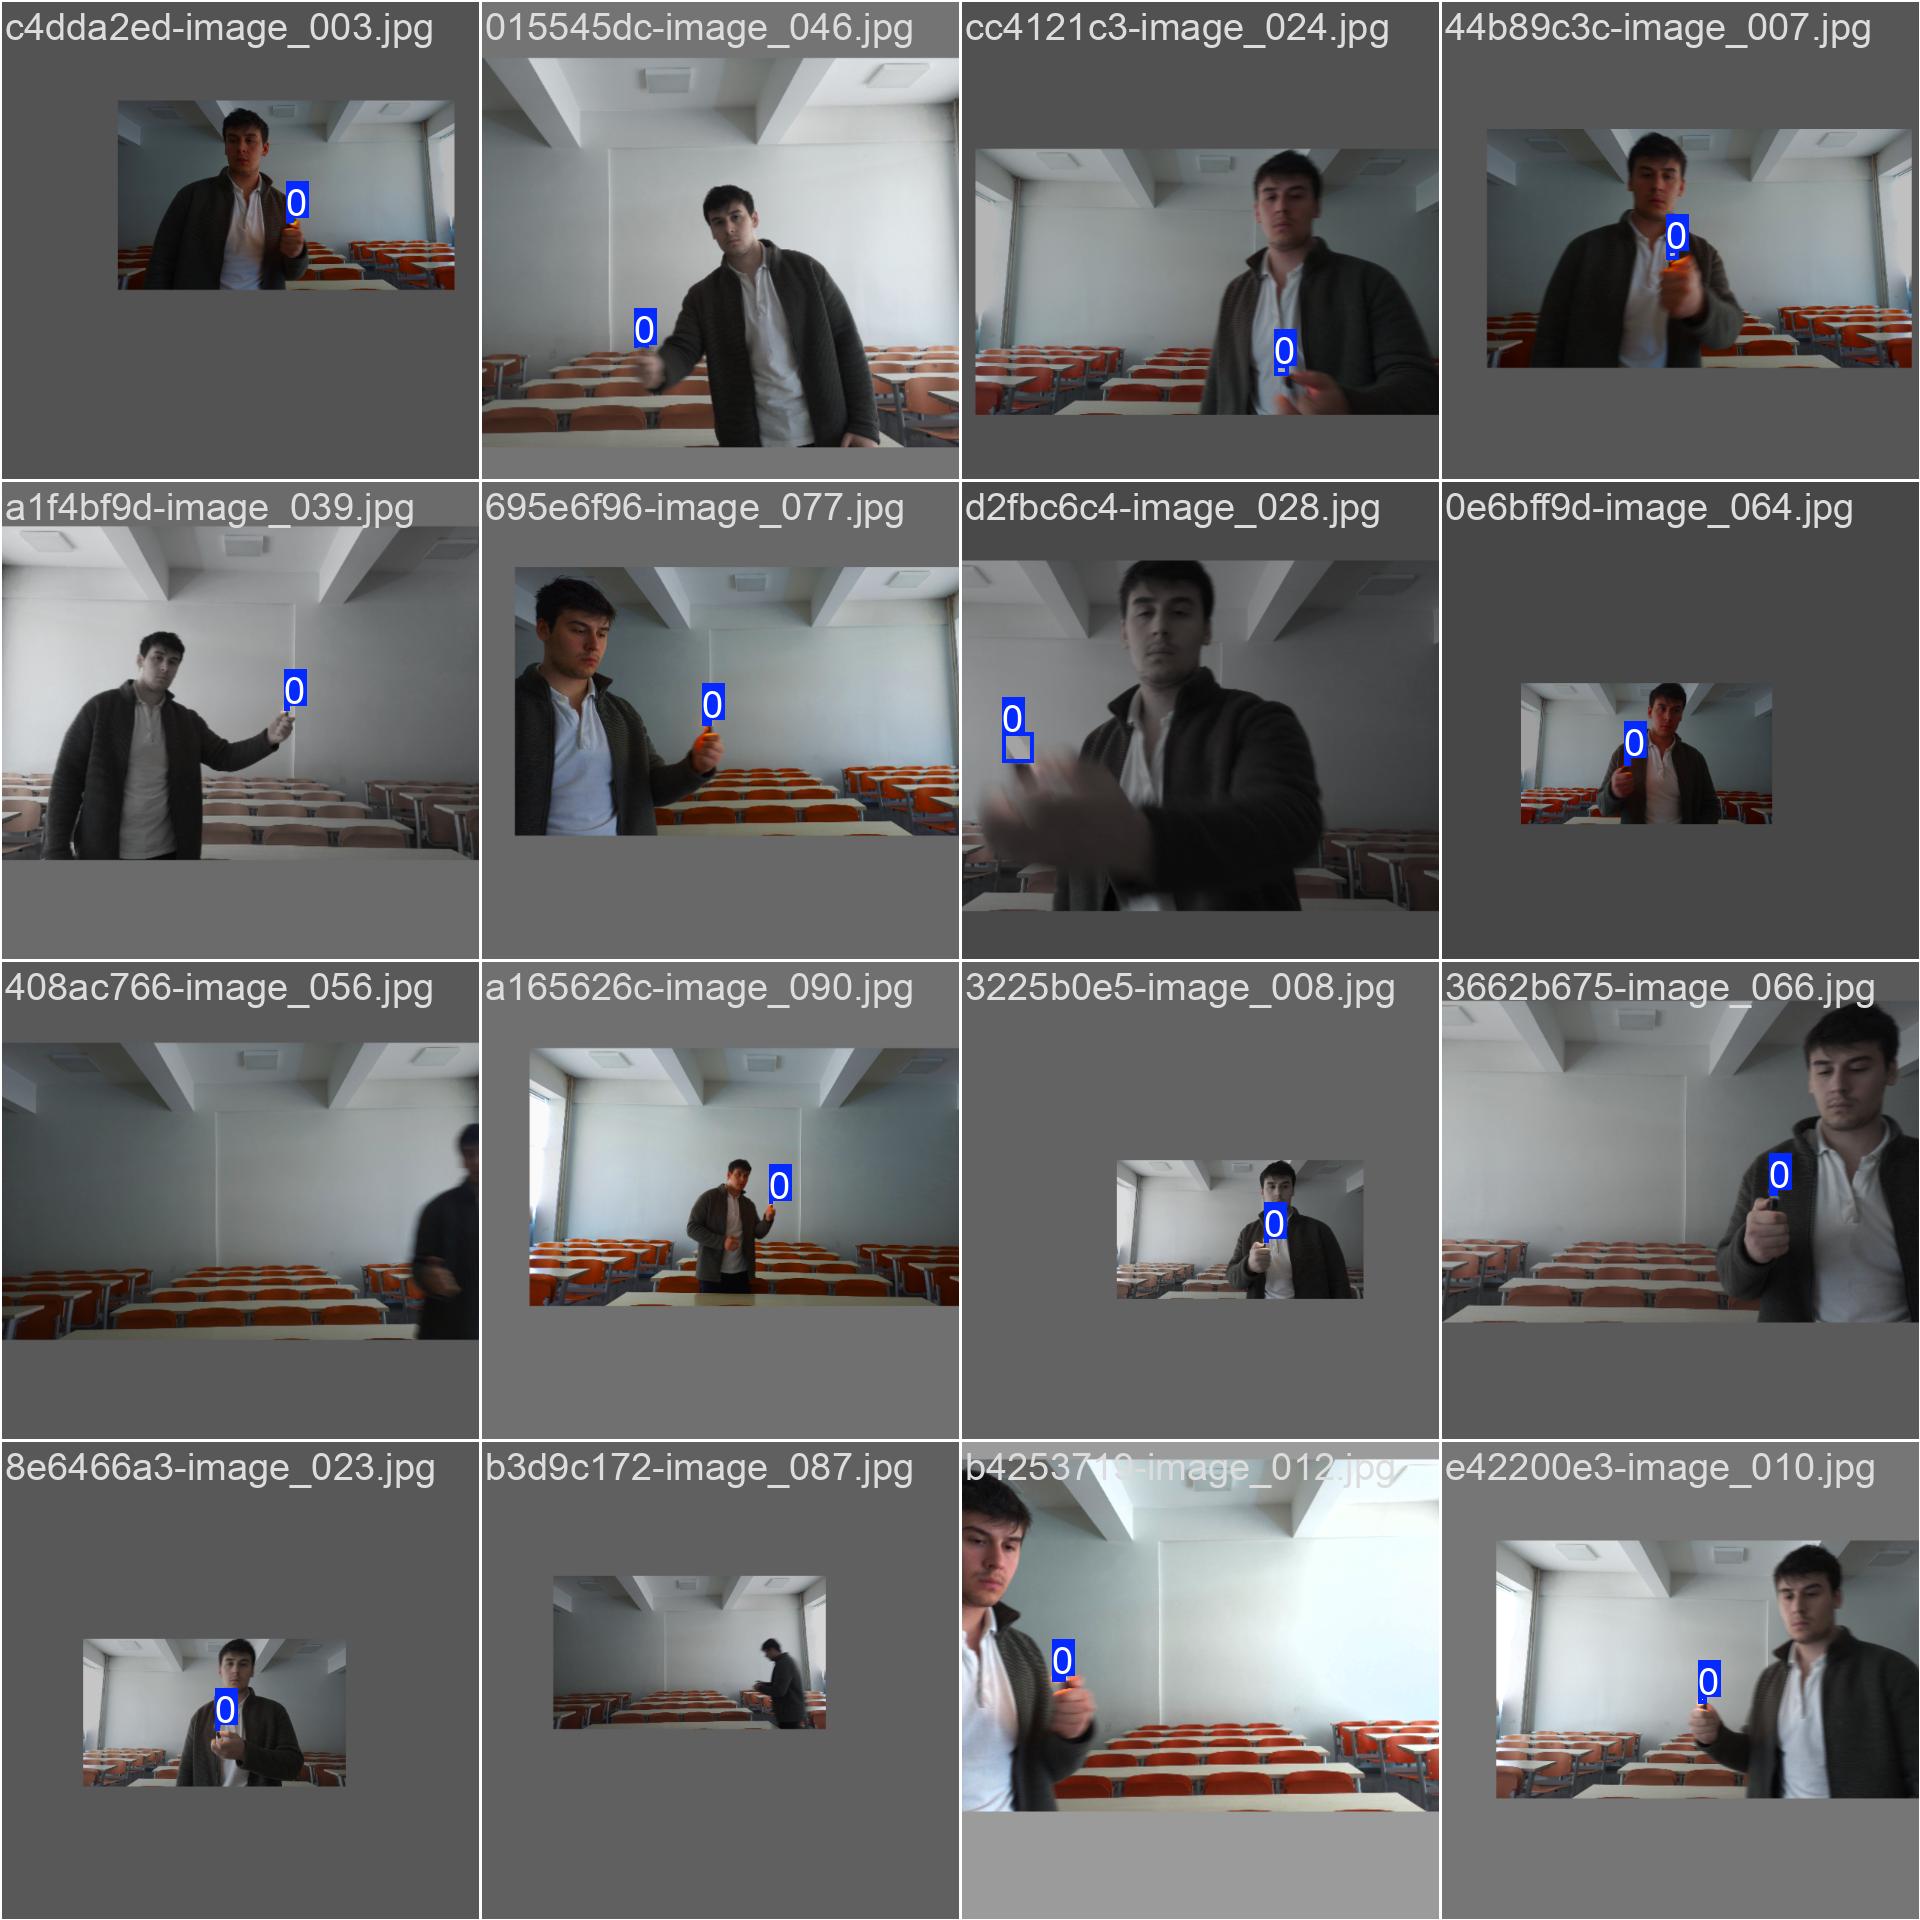 c4dda2ed-image_003.jpg
015545dc-image_046.jpg
cc4121c3-image_024.jpg
44b89c3c-image_007.jpg
0
0
0
0
a1f4bf9d-image_039.jpg
695e6f96-image_077.jpg
d2fbc6c4-image_028.jpg
0e6bff9d-image_064.jpg
0
0
0
0
408ac766-image_056.jpg
a165626c-image_090.jpg
3225b0e5-image_008.jpg
3662b675-image_066.jpg
0
0
0
8e6466a3-image_023.jpg
b3d9c172-image_087.jpg
b4253719-image_012.jpg
e42200e3-image_010.jpg
0
0
0